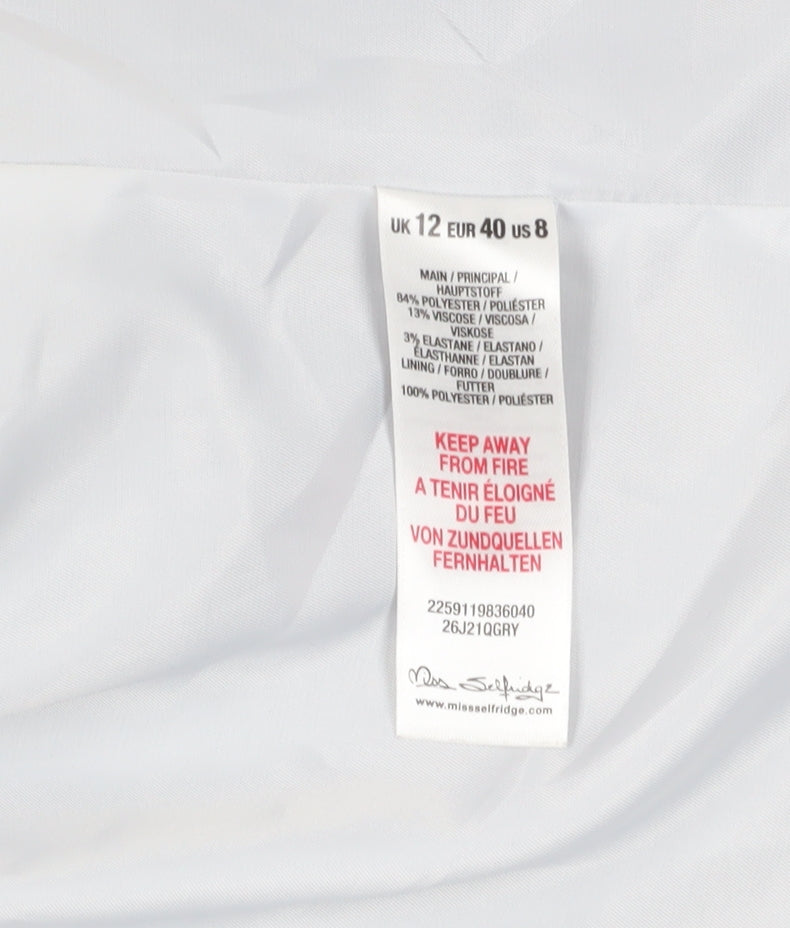 UK 12 EUR 40 US 8
MAIN / PRINCIPAL /
HAUPTSTOFF
84% POLYESTER / POLIÉSTER
13% VISCOSE / VISCOSA /
VISKOSE
3% ELASTANE / ELASTANO /
ÉLASTHANNE / ELASTAN
LINING / FORRO / DOUBLURE /
FUTTER
100% POLYESTER / POLIÉSTER
KEEP AWAY
FROM FIRE
A TENIR ÉLOIGNÉ
DU FEU
VON ZUNDQUELLEN
FERNHALTEN
2259119836040
26J21QGRY
Miss Selfridge
www.missselfridge.com